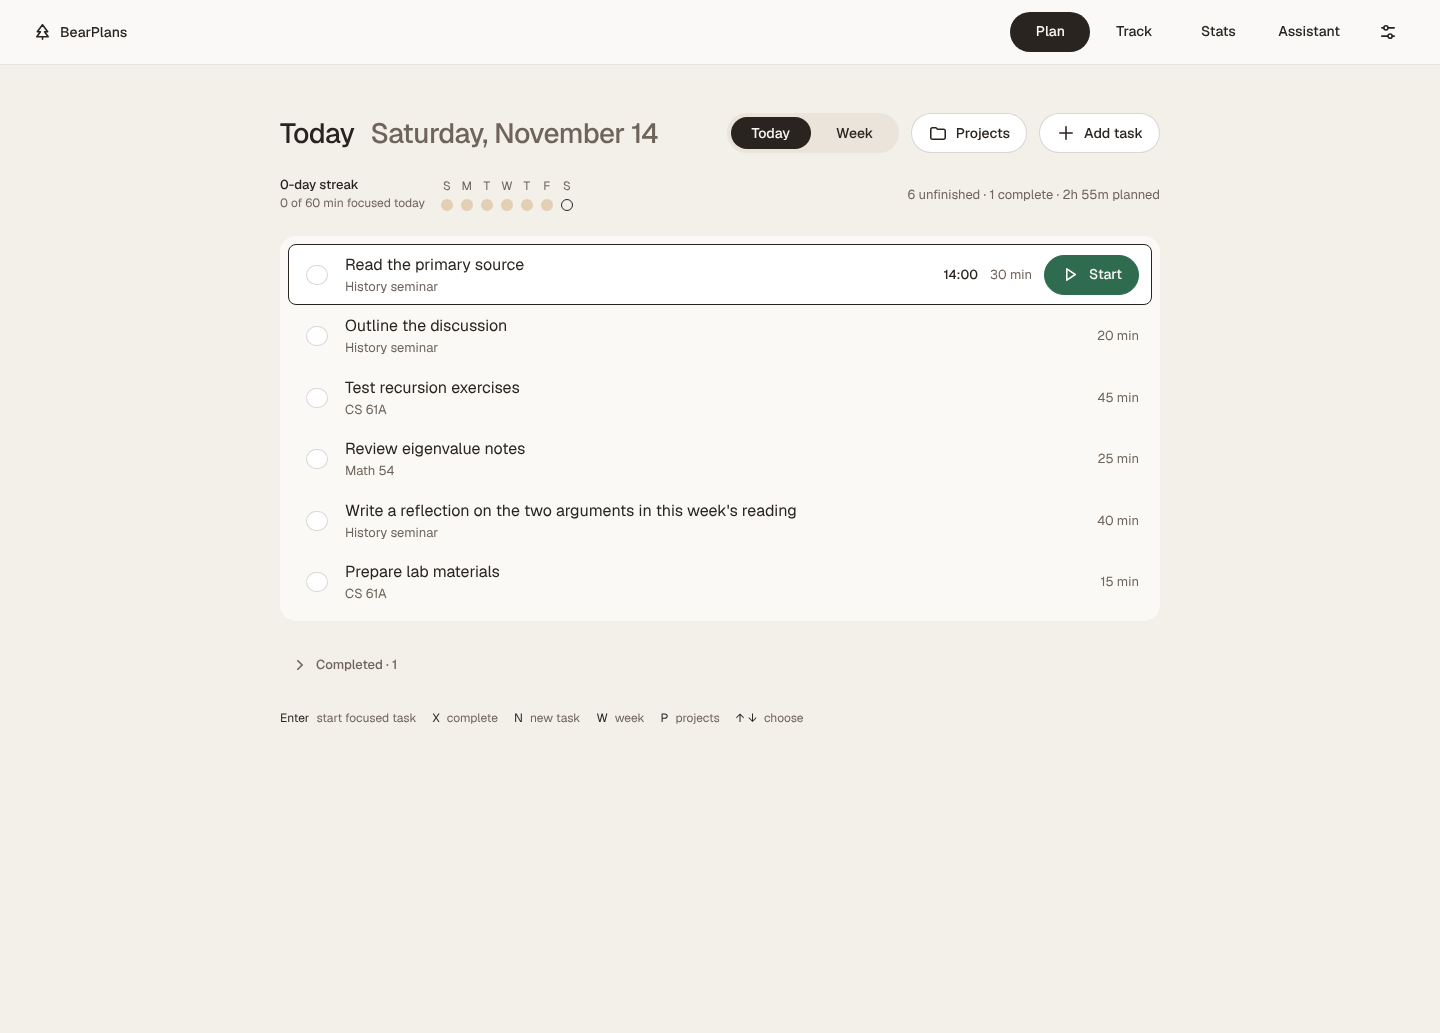 BearPlans
Plan Track Stats Assistant
Today Saturday, November 14
Today Week Projects Add task
0-day streak
0 of 60 min focused today
S M T W T F S
6 unfinished · 1 complete · 2h 55m planned
Read the primary source
History seminar
14:00 30 min Start
Outline the discussion
History seminar
20 min
Test recursion exercises
CS 61A
45 min
Review eigenvalue notes
Math 54
25 min
Write a reflection on the two arguments in this week's reading
History seminar
40 min
Prepare lab materials
CS 61A
15 min
Completed · 1
Enter start focused task X complete N new task W week P projects ↑↓ choose